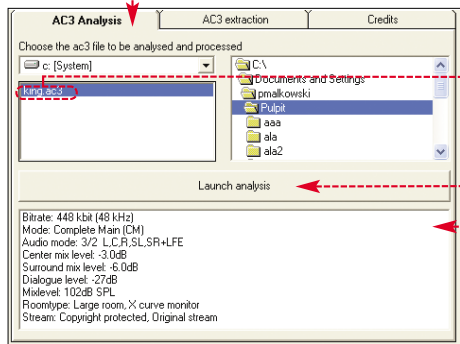 AC3 Analysis AC3 extraction Credits
Choose the ac3 file to be analysed and processed
c: [System] C:\
Documents and Settings
king.ac3 pmalkowski
Pulpit
aaa
ala
ala2
Launch analysis
Bitrate: 448 kbit (48 kHz)
Mode: Complete Main (CM)
Audio mode: 3/2 L,C,R,SL,SR+LFE
Center mix level: -3.0dB
Surround mix level: -6.0dB
Dialogue level: -27dB
Mixlevel: 102dB SPL
Roomtype: Large room, X curve monitor
Stream: Copyright protected, Original stream